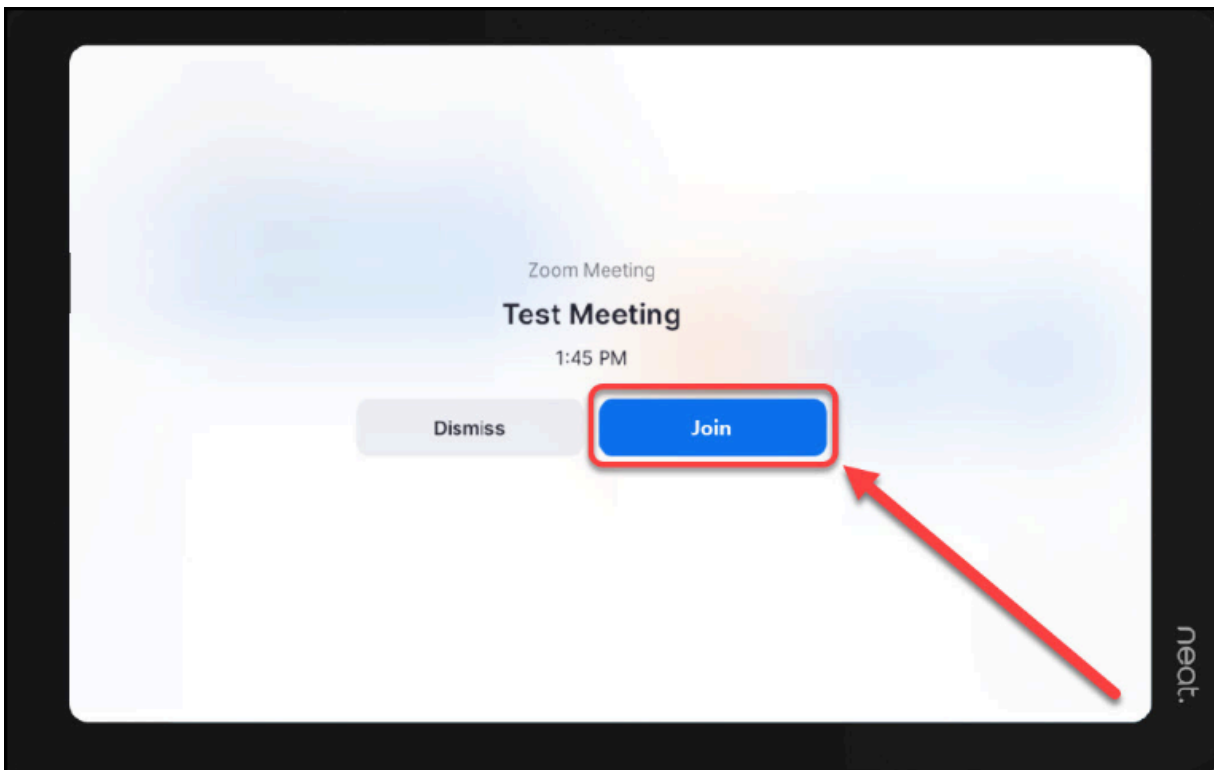 Zoom Meeting
Test Meeting
1:45 PM
Dismiss
Join
neat.